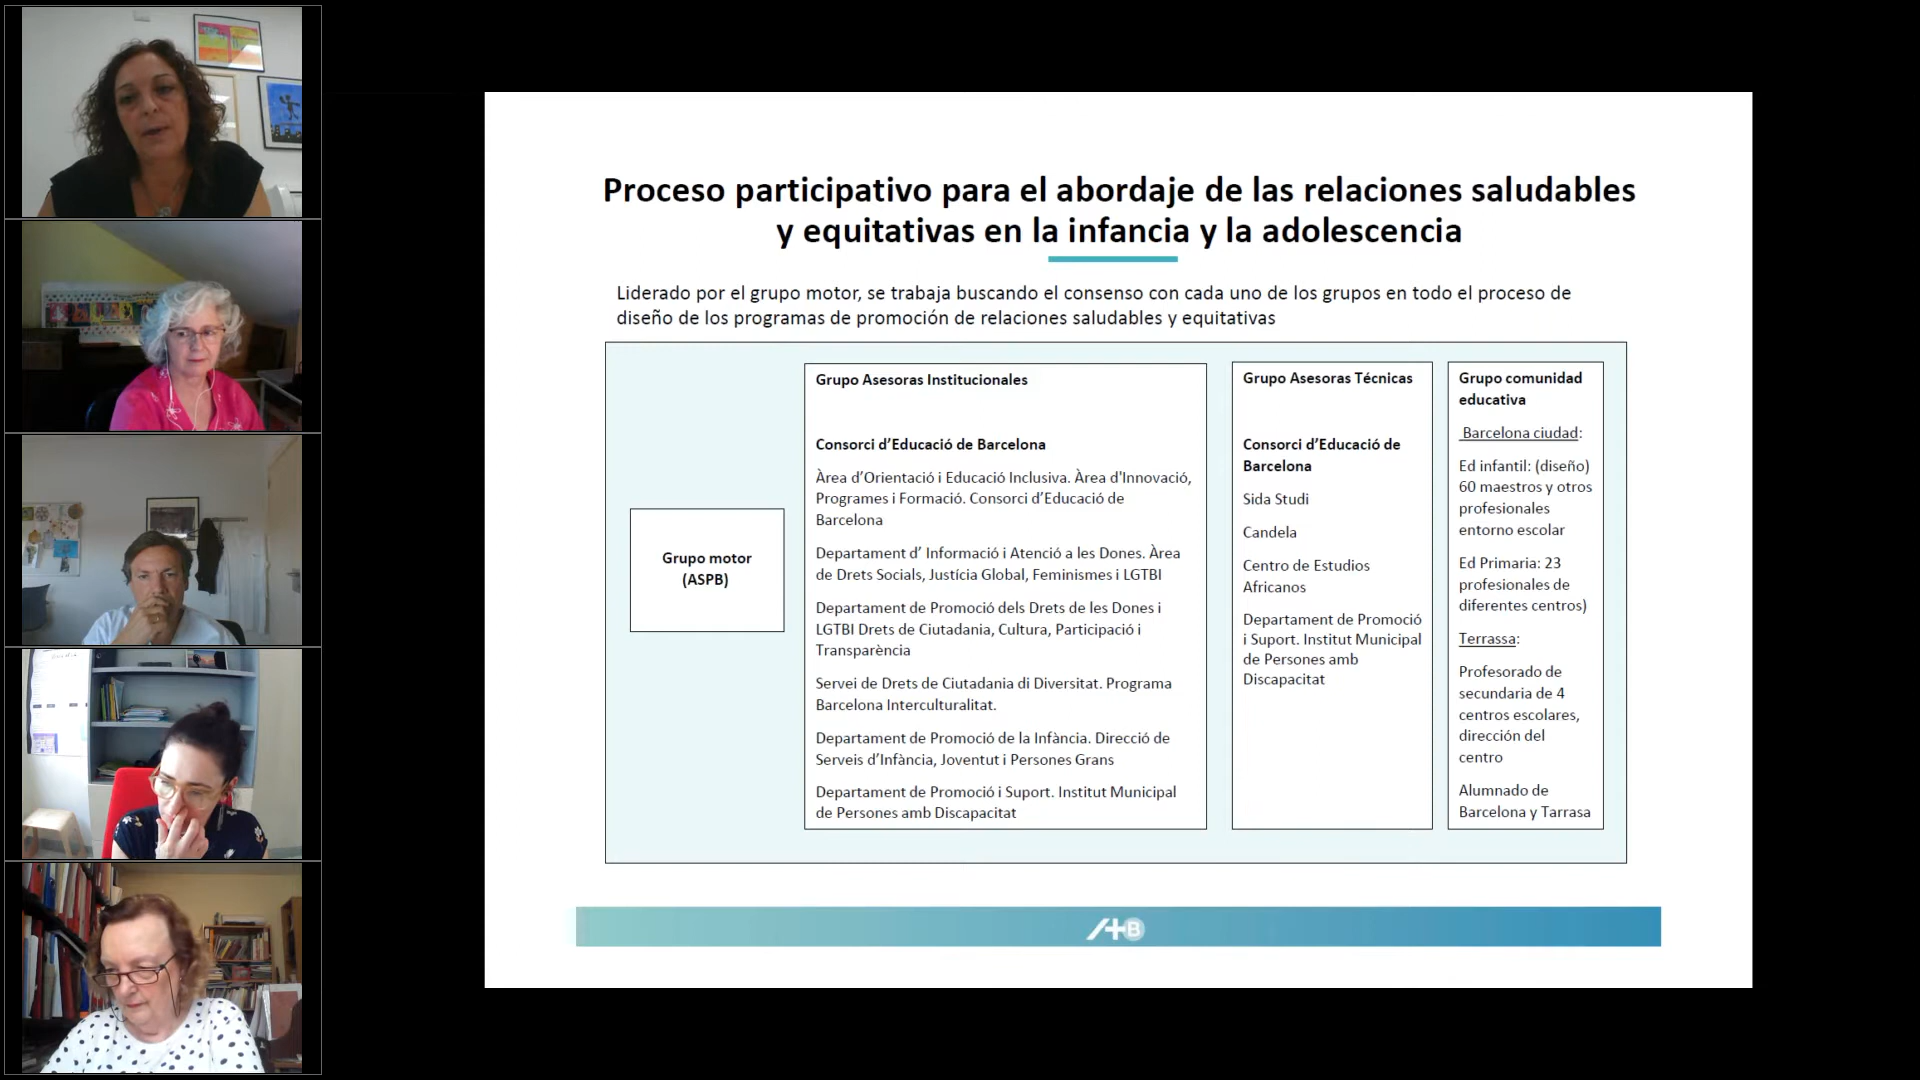 Proceso participativo para el abordaje de las relaciones saludables
y equitativas en la infancia y la adolescencia
Liderado por el grupo motor, se trabaja buscando el consenso con cada uno de los grupos en todo el proceso de
diseño de los programas de promoción de relaciones saludables y equitativas
Grupo motor
(ASPB)
Grupo Asesoras Institucionales
Consorci d’Educació de Barcelona
Àrea d’Orientació i Educació Inclusiva. Àrea d'Innovació,
Programes i Formació. Consorci d’Educació de
Barcelona
Departament d’ Informació i Atenció a les Dones. Àrea
de Drets Socials, Justícia Global, Feminismes i LGTBI
Departament de Promoció dels Drets de les Dones i
LGTBI Drets de Ciutadania, Cultura, Participació i
Transparència
Servei de Drets de Ciutadania di Diversitat. Programa
Barcelona Interculturalitat.
Departament de Promoció de la Infància. Direcció de
Serveis d’Infància, Joventut i Persones Grans
Departament de Promoció i Suport. Institut Municipal
de Persones amb Discapacitat
Grupo Asesoras Técnicas
Consorci d’Educació de
Barcelona
Sida Studi
Candela
Centro de Estudios
Africanos
Departament de Promoció
i Suport. Institut Municipal
de Persones amb
Discapacitat
Grupo comunidad
educativa
Barcelona ciudad:
Ed infantil: (diseño)
60 maestros y otros
profesionales
entorno escolar
Ed Primaria: 23
profesionales de
diferentes centros)
Terrassa:
Profesorado de
secundaria de 4
centros escolares,
dirección del
centro
Alumnado de
Barcelona y Tarrasa